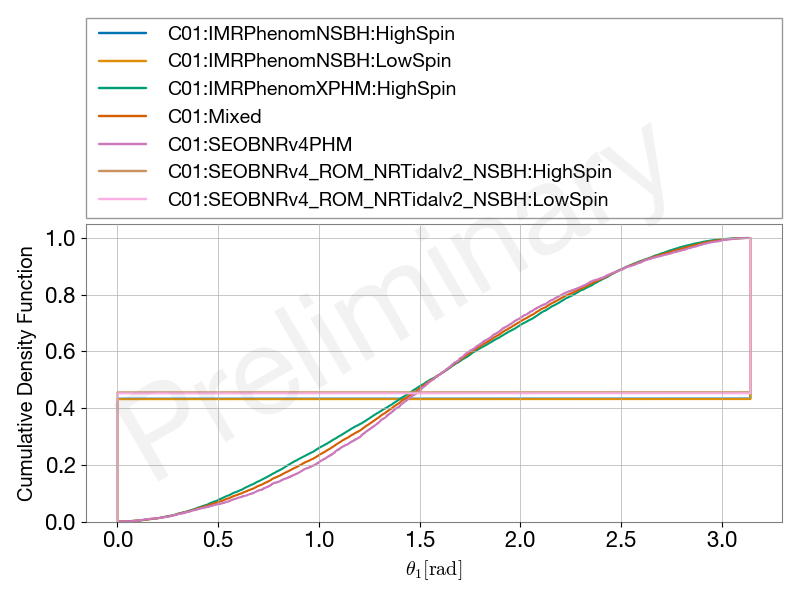 C01:IMRPhenomNSBH:HighSpin
C01:IMRPhenomNSBH:LowSpin
C01:IMRPhenomXPHM:HighSpin
C01:Mixed
C01:SEOBNRv4PHM
C01:SEOBNRv4_ROM_NRTidalv2_NSBH:HighSpin
C01:SEOBNRv4_ROM_NRTidalv2_NSBH:LowSpin
Preliminary
Cumulative Density Function
1.0
0.8
0.6
0.4
0.2
0.0
0.0 0.5 1.0 1.5 2.0 2.5 3.0
θ₁[rad]